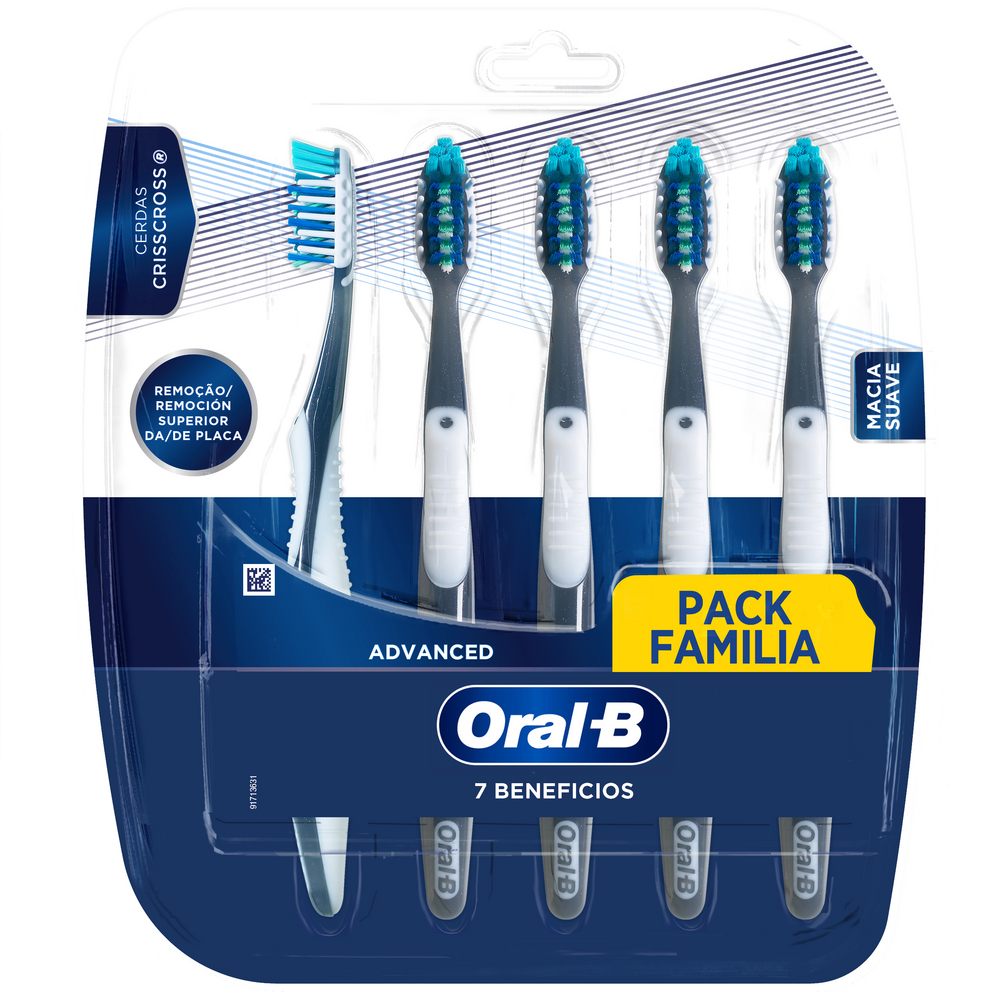 CERDAS
CRISSCROSS®
REMOÇÃO/
REMOCIÓN
SUPERIOR
DA/DE PLACA
MACIA
SUAVE
PACK
FAMILIA
ADVANCED
Oral-B
7 BENEFICIOS
91713631
Oral-B
Oral-B
Oral-B
Oral-B